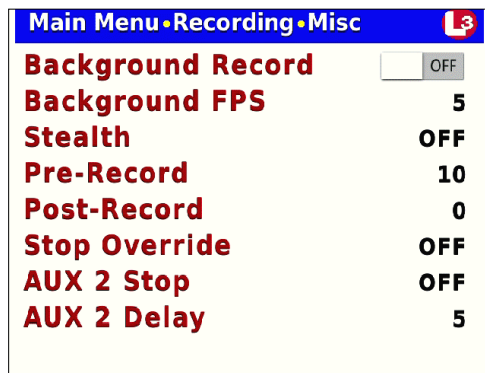 Main Menu•Recording•Misc L3
Background Record OFF
Background FPS 5
Stealth OFF
Pre-Record 10
Post-Record 0
Stop Override OFF
AUX 2 Stop OFF
AUX 2 Delay 5